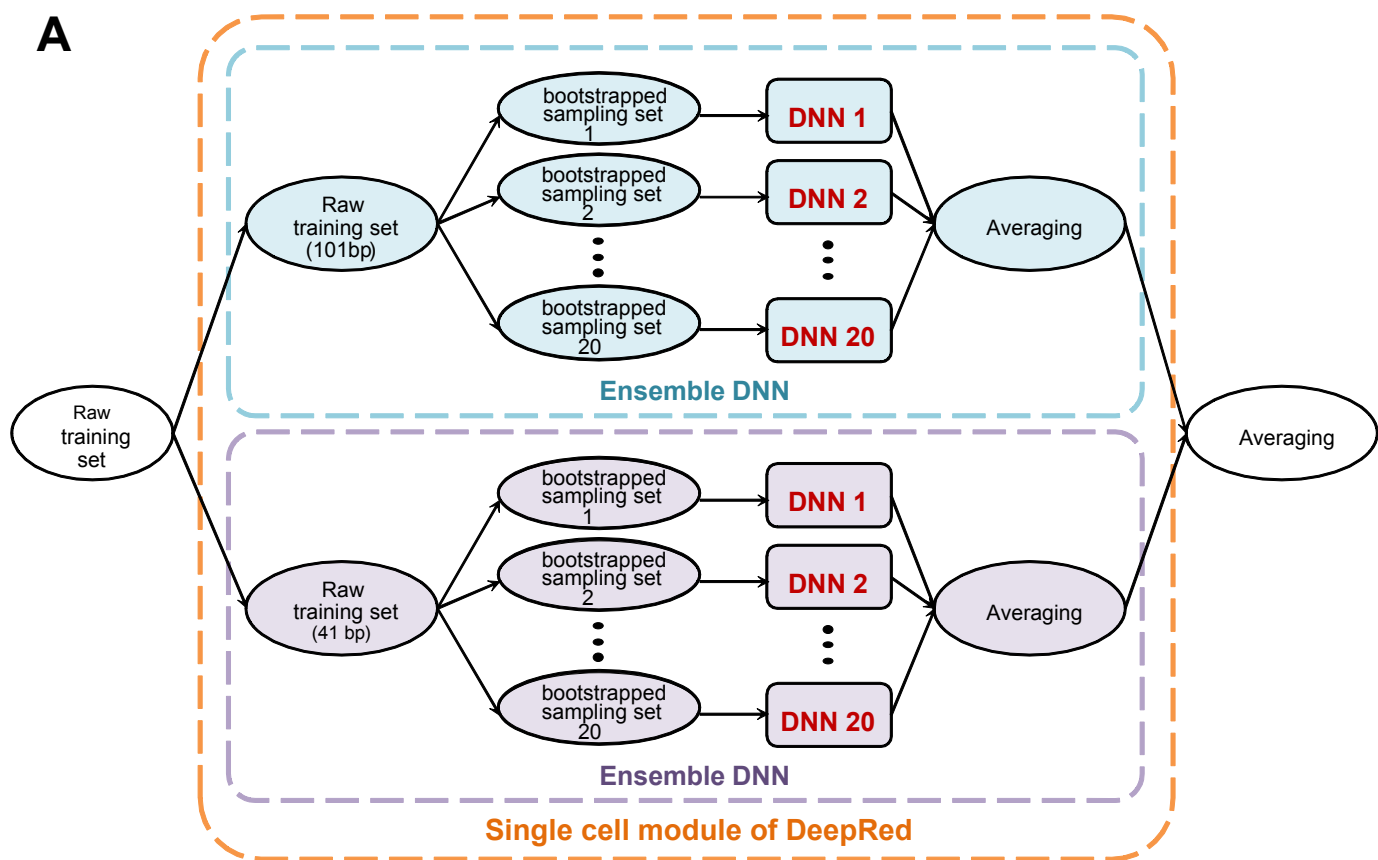 A
bootstrapped
sampling set
1
DNN 1
bootstrapped
sampling set
2
DNN 2
Raw
training set
(101bp)
Averaging
bootstrapped
sampling set
20
DNN 20
Ensemble DNN
Raw
training
set
Averaging
bootstrapped
sampling set
1
DNN 1
bootstrapped
sampling set
2
DNN 2
Raw
training set
(41 bp)
Averaging
bootstrapped
sampling set
20
DNN 20
Ensemble DNN
Single cell module of DeepRed